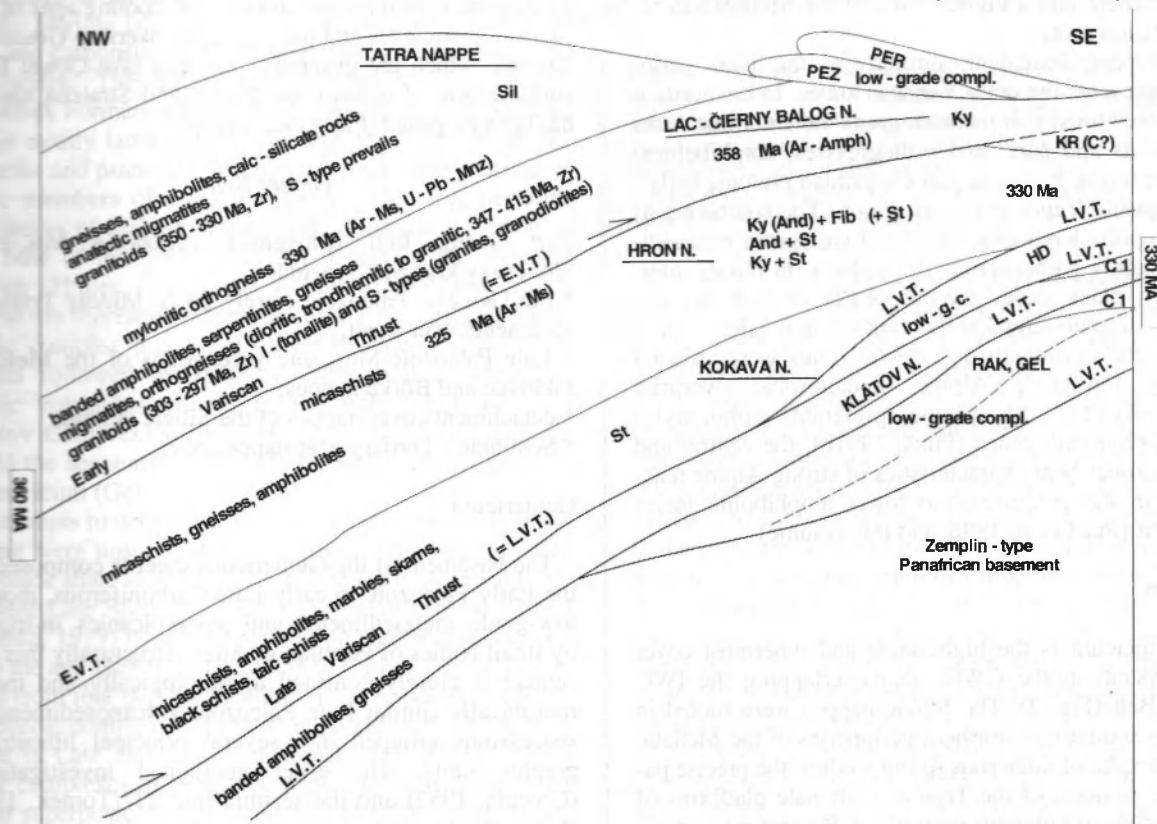 NW
SE
TATRA NAPPE
PER
PEZ
low - grade compl.
Sil
LAC - ČIERNY BALOG N.
Ky
358 Ma (Ar - Amph)
KR (C?)
330 Ma
gneisses, amphibolites, calc - silicate rocks
anatectic migmatites
granitoids (350 - 330 Ma, Zr), S - type prevails
mylonitic orthogneiss - 330 Ma (Ar - Ms, U - Pb - Mnz)
Ky (And) - Fib (+ St)
And + St
Ky + St
HRON N.
L.V.T.
HD
L.V.T.
C1
330 MA
banded amphibolites, serpentinites, gneisses
migmatites, orthogneisses (dioritic, trondhjemitic to granitic, 347 - 415 Ma, Zr)
granitoids (303 - 297 Ma, Zr), I - (tonalite) and S - types (granites, granodiorites)
Early Variscan Thrust (= E.V.T)
325 Ma (Ar - Ms)
L.V.T.
low - g.-c.
L.V.T.
C1
KOKAVA N.
KLÁTOV N.
RAK, GEL
L.V.T.
low - grade compl.
micaschists
St
360 MA
micaschists, gneisses, amphibolites
Zemplin - type
Panafrican basement
E.V.T.
micaschists, amphibolites, marbles, skarns,
black schists, talc schists
Late Variscan Thrust (= L.V.T.)
banded amphibolites, gneisses
L.V.T.